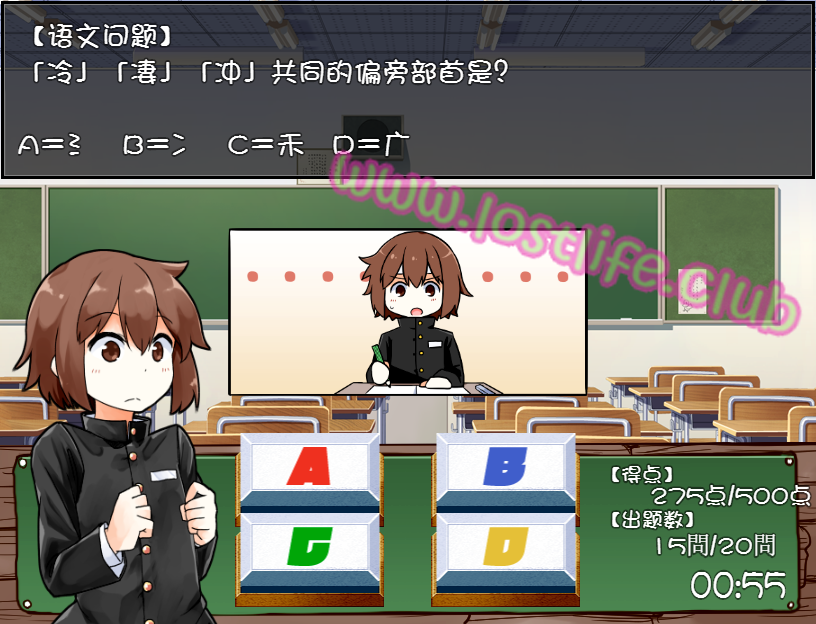 【语文问题】
「冷」「凄」「冲」共同的偏旁部首是?
A=⺀ B=冫 C=禾 D=广
www.lostlife.club
A
B
C
D
【得点】
275点/500点
【出题数】
15問/20問
00:55